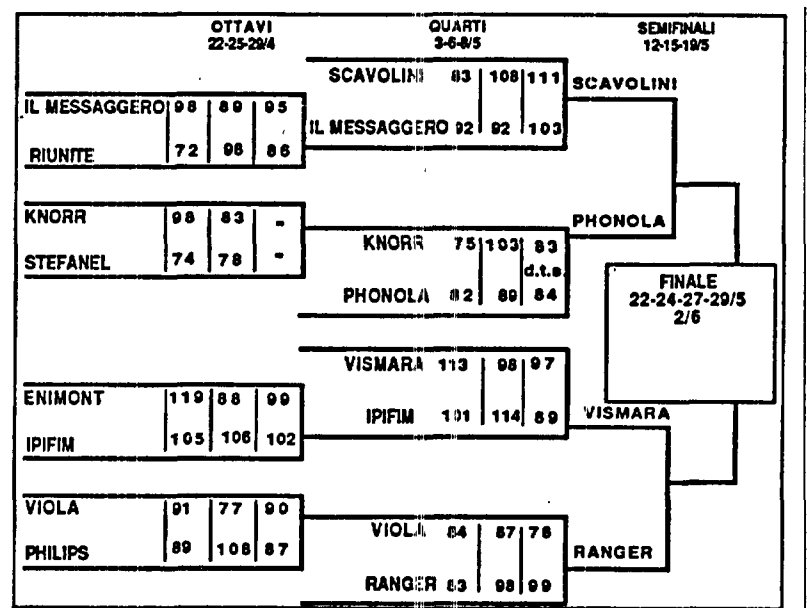 OTTAVI
22-25-29/4
QUARTI
3-6-8/5
SEMIFINALI
12-15-19/5
IL MESSAGGERO 98 89 95
RIUNITE 72 96 86
KNORR 98 83 -
STEFANEL 74 78 -
ENIMONT 119 88 99
IPIFIM 105 106 102
VIOLA 91 77 90
PHILIPS 89 108 87
SCAVOLINI 83 108 111
IL MESSAGGERO 92 92 103
KNORR 75 103 83
d.t.s.
PHONOLA 82 89 84
VISMARA 113 98 97
IPIFIM 101 114 89
VIOLA 84 87 78
RANGER 83 98 99
SCAVOLINI
PHONOLA
VISMARA
RANGER
FINALE
22-24-27-29/5
2/6